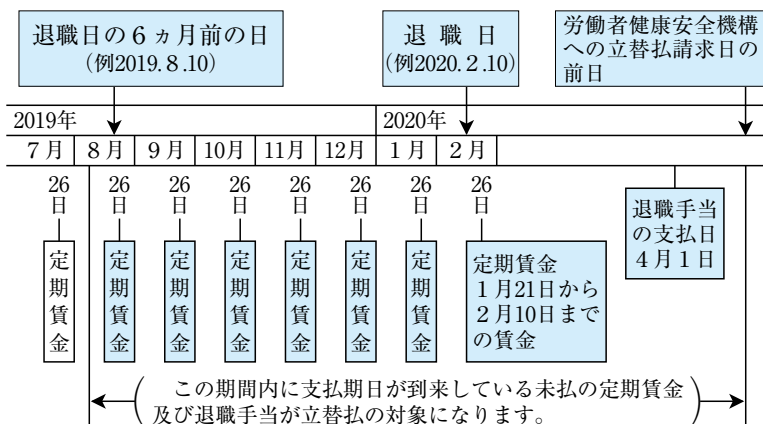 退職日の６ヵ月前の日
(例2019.８.10)
退職日
(例2020.２.10)
労働者健康安全機構
への立替払請求日の
前日
2019年
2020年
７月
８月
９月
10月
11月
12月
１月
２月
26日
26日
26日
26日
26日
26日
26日
26日
定期賃金
定期賃金
定期賃金
定期賃金
定期賃金
定期賃金
定期賃金
定期賃金
１月21日から
２月10日まで
の賃金
退職手当
の支払日
４月１日
この期間内に支払期日が到来している未払の定期賃金
及び退職手当が立替払の対象になります。